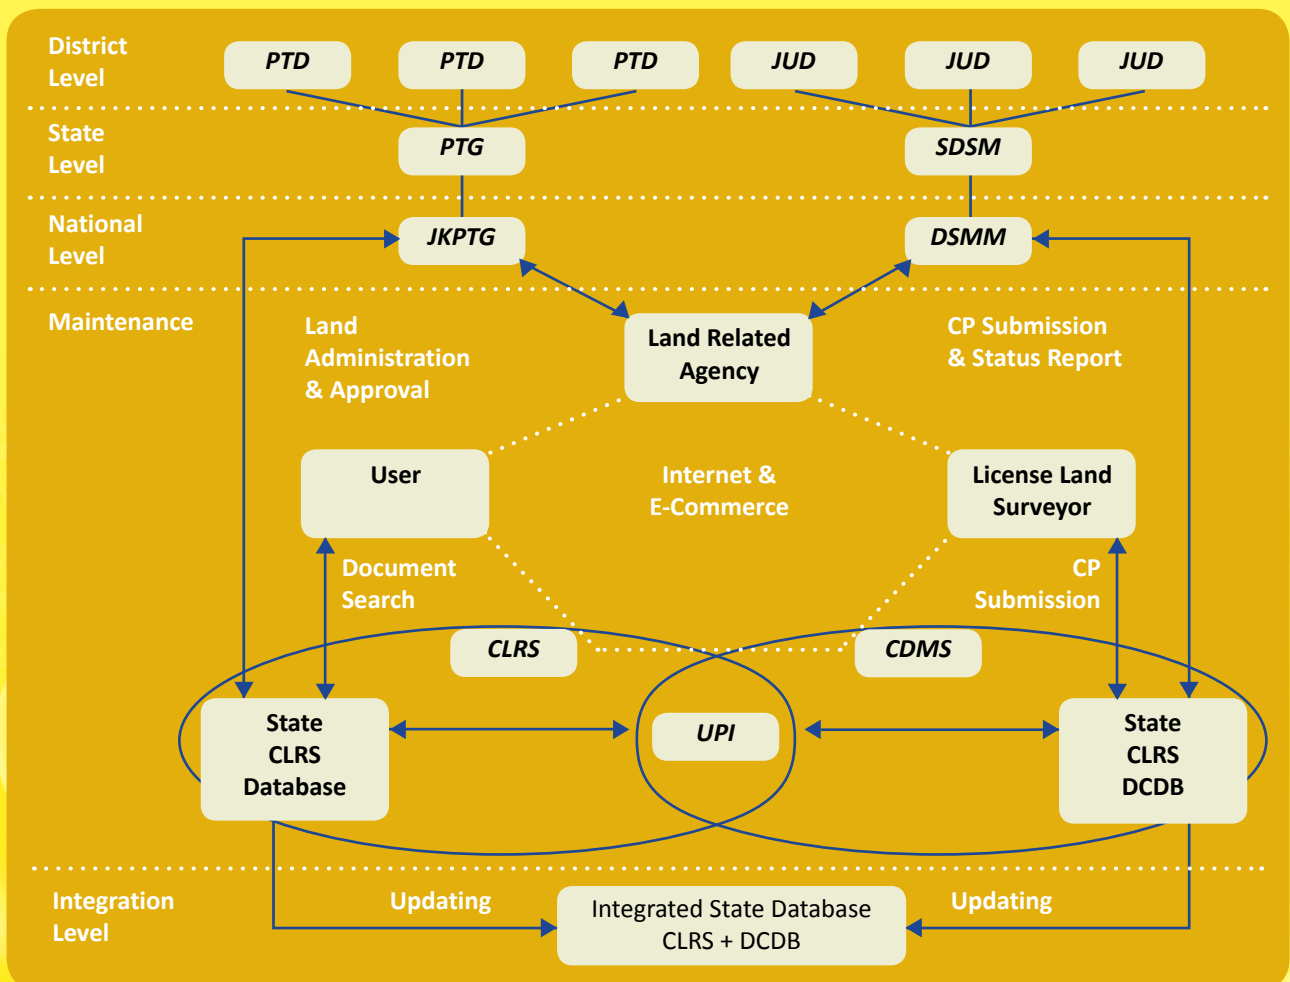 District
Level
PTD
PTD
PTD
JUD
JUD
JUD
State
Level
PTG
SDSM
National
Level
JKPTG
DSMM
Maintenance
Land
Administration
& Approval
Land Related
Agency
CP Submission
& Status Report
User
Internet &
E-Commerce
License Land
Surveyor
Document
Search
CP
Submission
CLRS
CDMS
State
CLRS
Database
UPI
State
CLRS
DCDB
Integration
Level
Updating
Integrated State Database
CLRS + DCDB
Updating